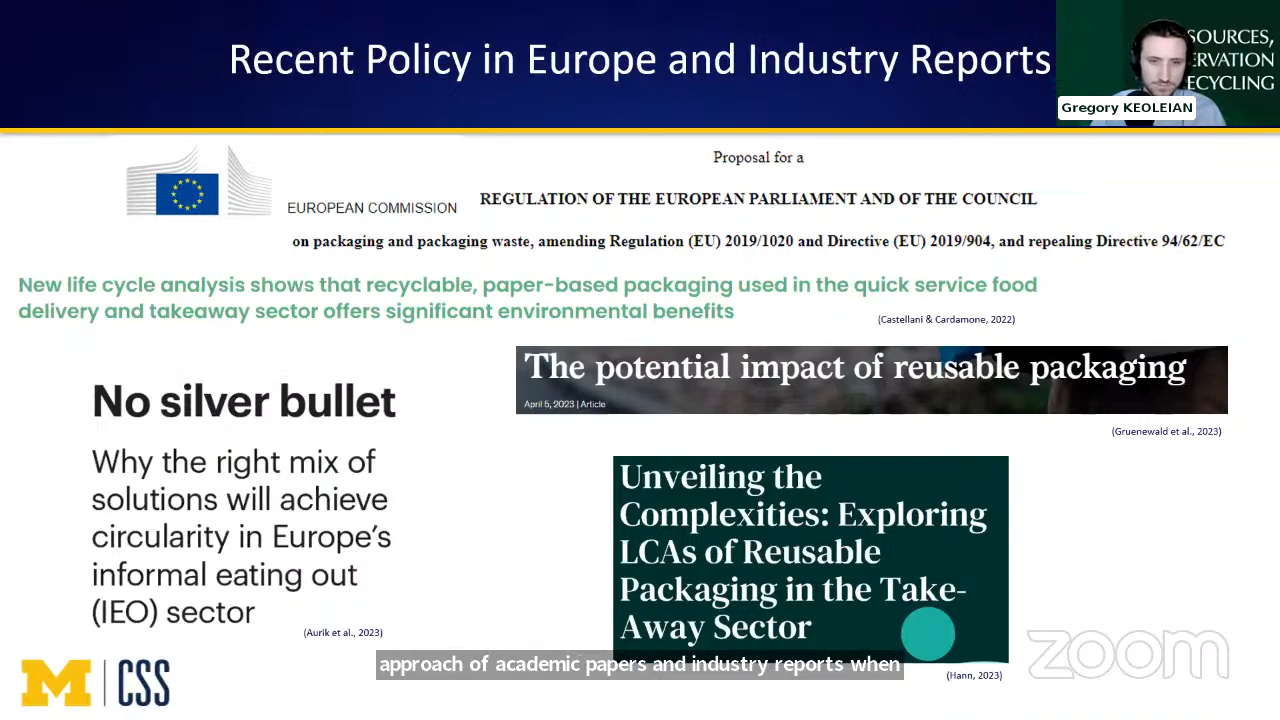 Recent Policy in Europe and Industry Reports
SOURCES,
ERVATION
ECYCLING
Gregory KEOLEIAN
Proposal for a
EUROPEAN COMMISSION
REGULATION OF THE EUROPEAN PARLIAMENT AND OF THE COUNCIL
on packaging and packaging waste, amending Regulation (EU) 2019/1020 and Directive (EU) 2019/904, and repealing Directive 94/62/EC
New life cycle analysis shows that recyclable, paper-based packaging used in the quick service food
delivery and takeaway sector offers significant environmental benefits
(Castellani & Cardamone, 2022)
The potential impact of reusable packaging
April 5, 2023 | Article
(Gruenewald et al., 2023)
No silver bullet
Why the right mix of
solutions will achieve
circularity in Europe's
informal eating out
(IEO) sector
(Aurik et al., 2023)
Unveiling the
Complexities: Exploring
LCAs of Reusable
Packaging in the Take-
Away Sector
(Hann, 2023)
approach of academic papers and industry reports when
M CSS
zoom